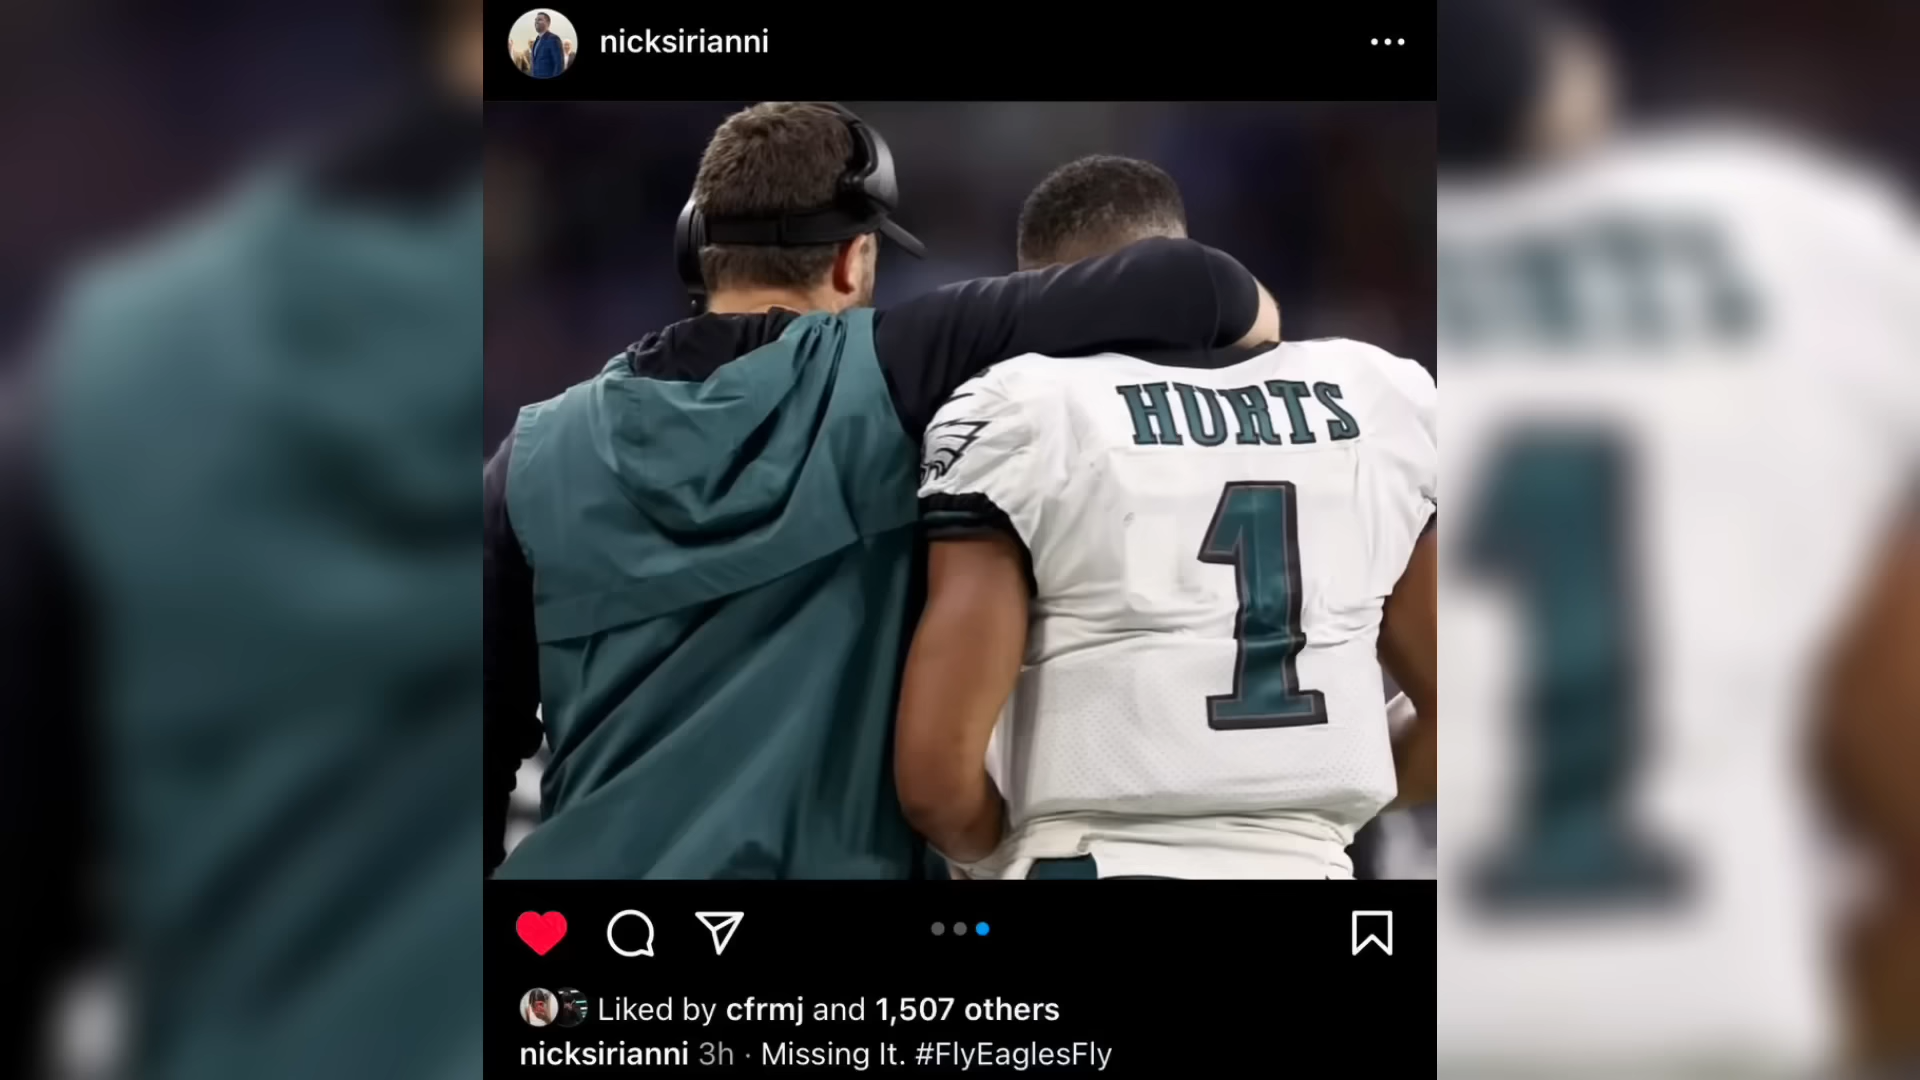 nicksirianni
HURTS
1
Liked by cfrmj and 1,507 others
nicksirianni 3h · Missing It. #FlyEaglesFly